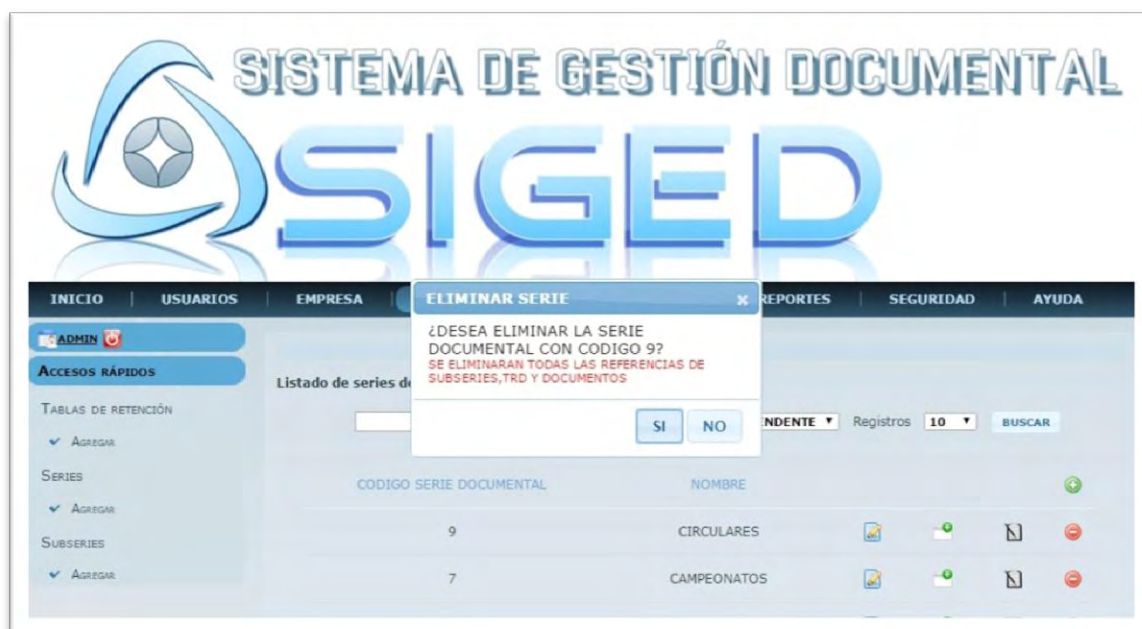 SISTEMA DE GESTIÓN DOCUMENTAL
SIGED
INICIO USUARIOS EMPRESA REPORTES SEGURIDAD AYUDA
ELIMINAR SERIE
¿DESEA ELIMINAR LA SERIE
DOCUMENTAL CON CODIGO 9?
SE ELIMINARAN TODAS LAS REFERENCIAS DE
SUBSERIES,TRD Y DOCUMENTOS
SI NO
ADMIN
ACCESOS RÁPIDOS
TABLAS DE RETENCIÓN
AGREGAR
SERIES
AGREGAR
SUBSERIES
AGREGAR
Listado de series
NDENTE Registros 10 BUSCAR
CODIGO SERIE DOCUMENTAL NOMBRE
9 CIRCULARES
7 CAMPEONATOS